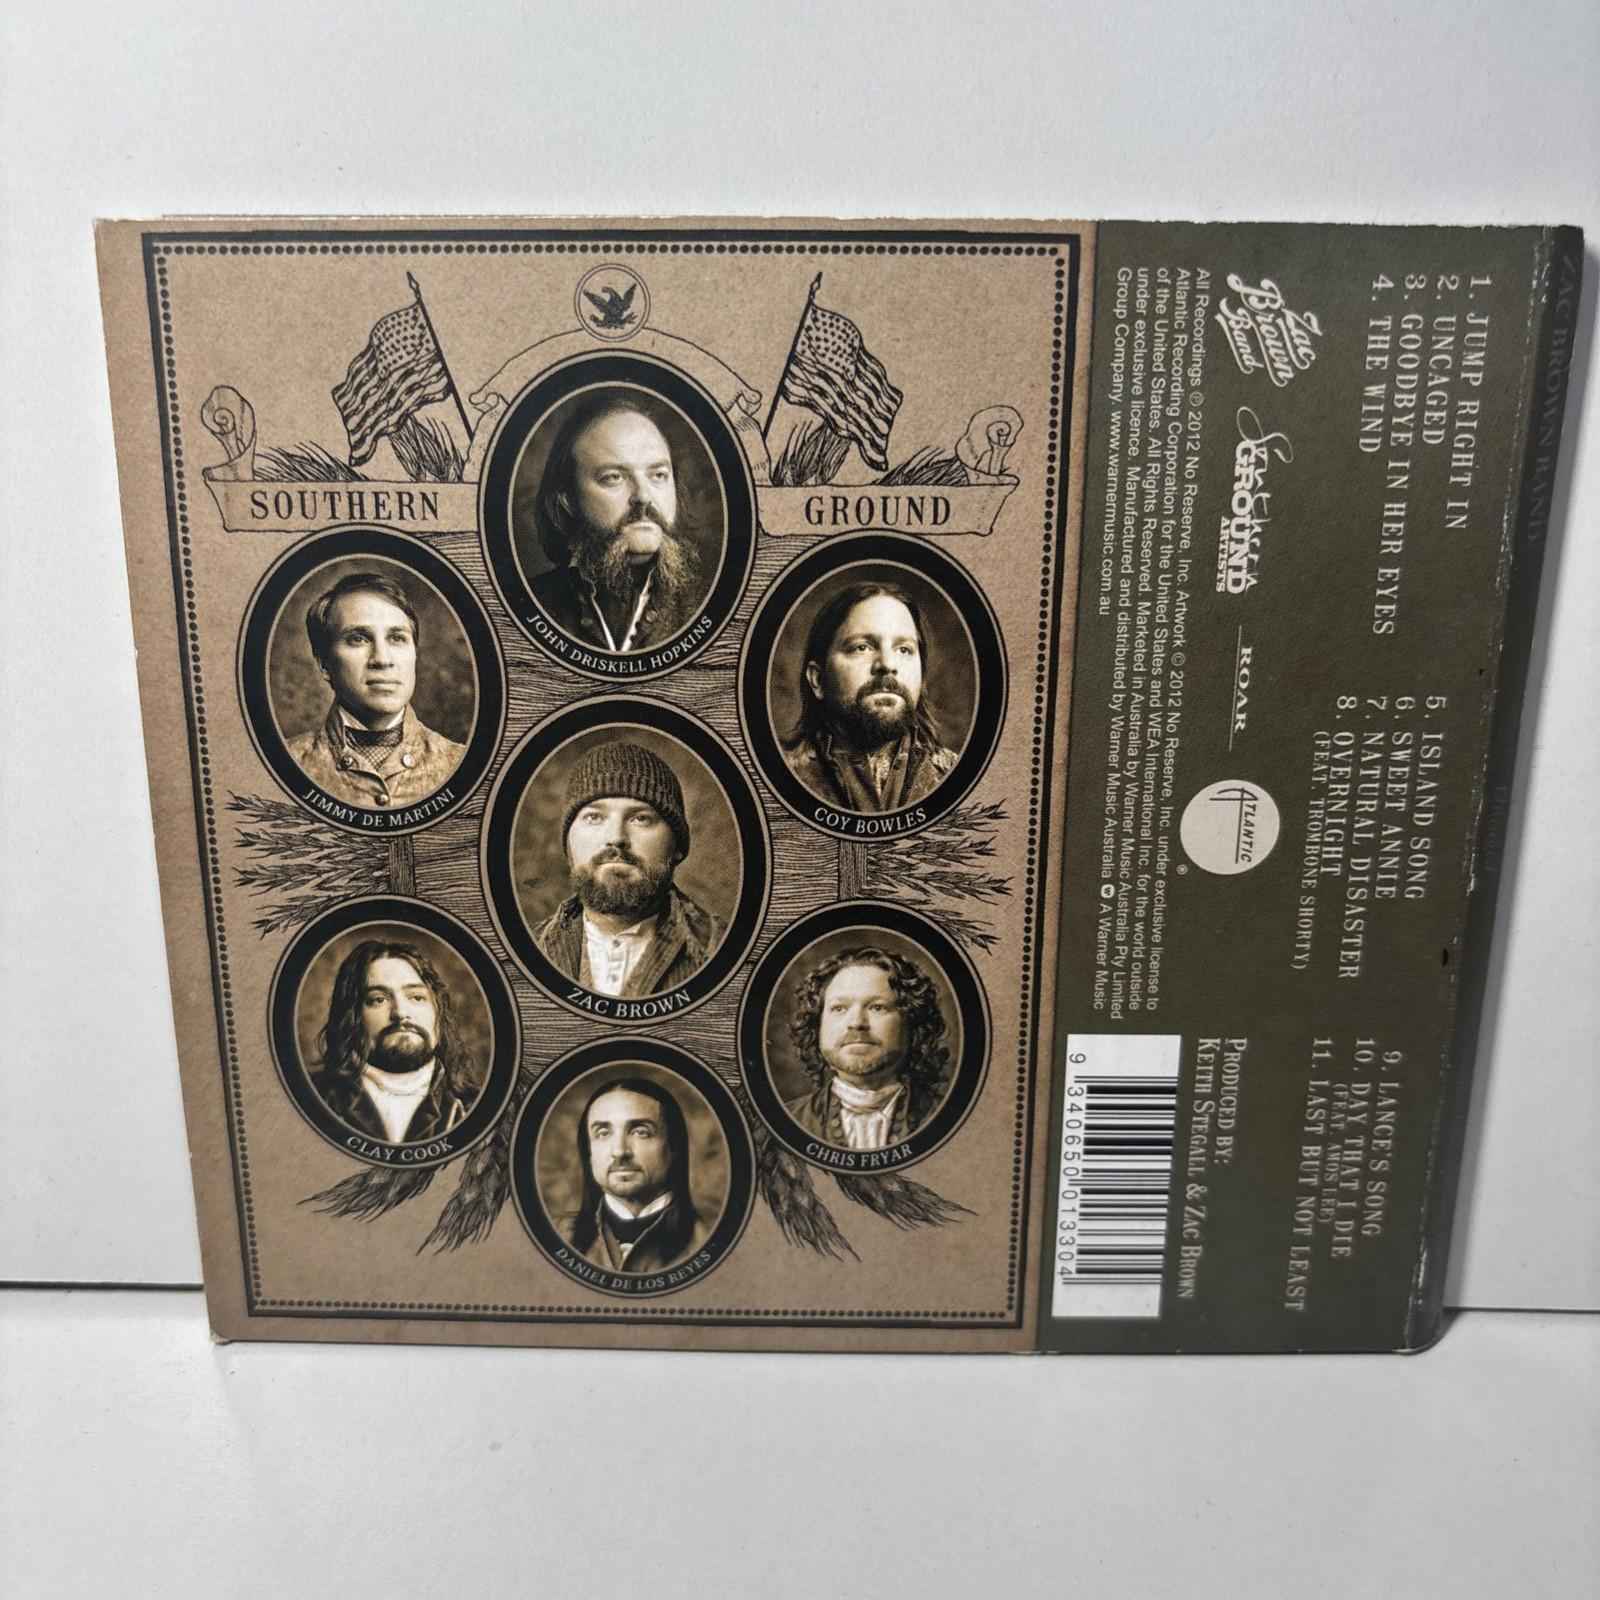 SOUTHERN
GROUND
JOHN DRISKELL HOPKINS
JIMMY DE MARTINI
COY BOWLES
ZAC BROWN
CLAY COOK
CHRIS FRYAR
DANIEL DE LOS REYES
ZAC BROWN BAND
1. JUMP RIGHT IN
2. UNCAGED
3. GOODBYE IN HER EYES
4. THE WIND
5. ISLAND SONG
6. SWEET ANNIE
7. NATURAL DISASTER
8. OVERNIGHT
(FEAT. TROMBONE SHORTY)
9. LANCE'S SONG
10. DAY THAT I DIE
(FEAT. AMOS LEE)
11. LAST BUT NOT LEAST
Zac
Brown
Band
Southern
GROUND
ARTISTS
ROAR
ATLANTIC
®
PRODUCED BY:
KEITH STEGALL & ZAC BROWN
All Recordings ℗ 2012 No Reserve, Inc. Artwork © 2012 No Reserve, Inc. under exclusive license to
Atlantic Recording Corporation for the United States and WEA International Inc. for the world outside
of the United States. All Rights Reserved. Marketed in Australia by Warner Music Australia Pty Limited
under exclusive licence. Manufactured and distributed by Warner Music Australia. A Warner Music
Group Company. www.warnermusic.com.au
9 340650 013304